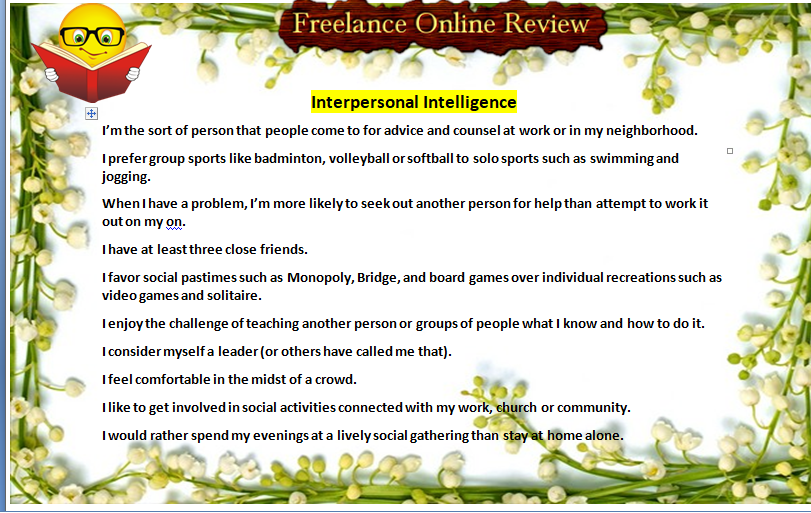 Freelance Online Review
Interpersonal Intelligence
I'm the sort of person that people come to for advice and counsel at work or in my neighborhood.
I prefer group sports like badminton, volleyball or softball to solo sports such as swimming and
jogging.
When I have a problem, I'm more likely to seek out another person for help than attempt to work it
out on my on.
I have at least three close friends.
I favor social pastimes such as Monopoly, Bridge, and board games over individual recreations such as
video games and solitaire.
I enjoy the challenge of teaching another person or groups of people what I know and how to do it.
I consider myself a leader (or others have called me that).
I feel comfortable in the midst of a crowd.
I like to get involved in social activities connected with my work, church or community.
I would rather spend my evenings at a lively social gathering than stay at home alone.